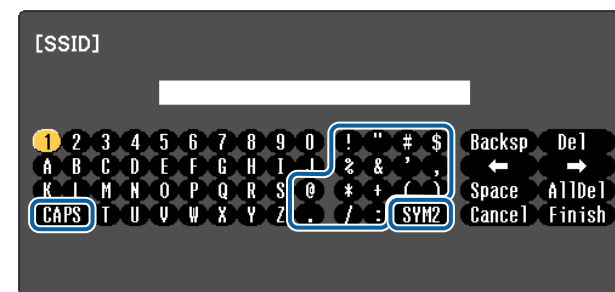 [SSID]
1 2 3 4 5 6 7 8 9 0 ! " # $ Backsp Del
A B C D E F G H I J % & ' , ← →
K L M N O P Q R S @ * + ( ) Space AllDel
CAPS T U V W X Y Z . / : SYM2 Cancel Finish